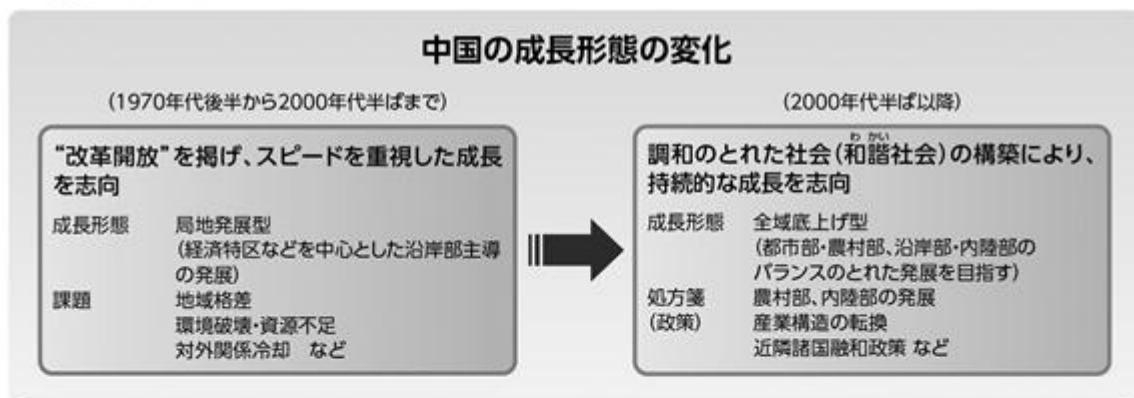 中国の成長形態の変化
(1970年代後半から2000年代半ばまで)
“改革開放”を掲げ、スピードを重視した成長
を志向
成長形態 局地発展型
(経済特区などを中心とした沿岸部主導
の発展)
課題 地域格差
環境破壊・資源不足
対外関係冷却 など
(2000年代半ば以降)
わ かい
調和のとれた社会(和諧社会)の構築により、
持続的な成長を志向
成長形態 全域底上げ型
(都市部・農村部、沿岸部・内陸部の
バランスのとれた発展を目指す)
処方箋 農村部、内陸部の発展
(政策) 産業構造の転換
近隣諸国融和政策 など